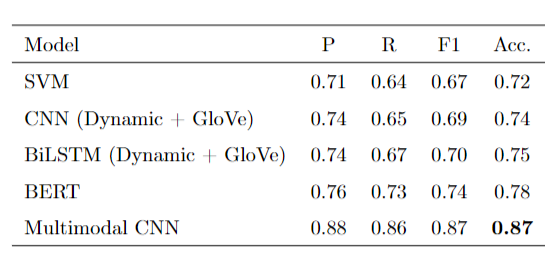 Model P R F1 Acc.
SVM 0.71 0.64 0.67 0.72
CNN (Dynamic + GloVe) 0.74 0.65 0.69 0.74
BiLSTM (Dynamic + GloVe) 0.74 0.67 0.70 0.75
BERT 0.76 0.73 0.74 0.78
Multimodal CNN 0.88 0.86 0.87 0.87